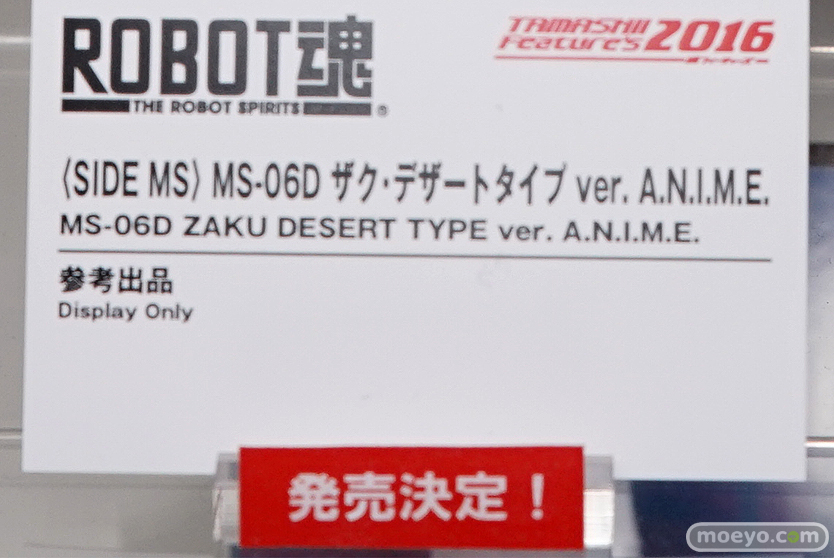 ROBOT魂
THE ROBOT SPIRITS
TAMASHII
Features 2016
〈SIDE MS〉 MS-06D ザク・デザートタイプ ver. A.N.I.M.E.
MS-06D ZAKU DESERT TYPE ver. A.N.I.M.E.
参考出品
Display Only
発売決定！
moeyo.com